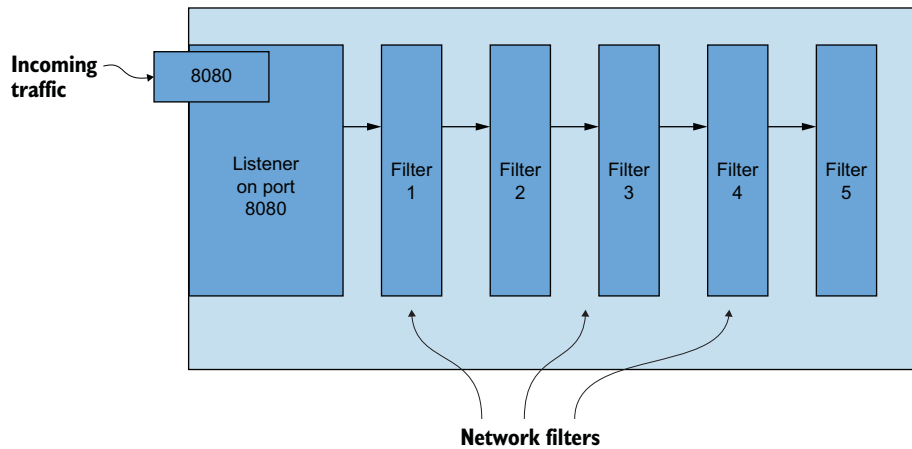 Incoming
traffic
8080
Listener
on port
8080
Filter
1
Filter
2
Filter
3
Filter
4
Filter
5
Network filters